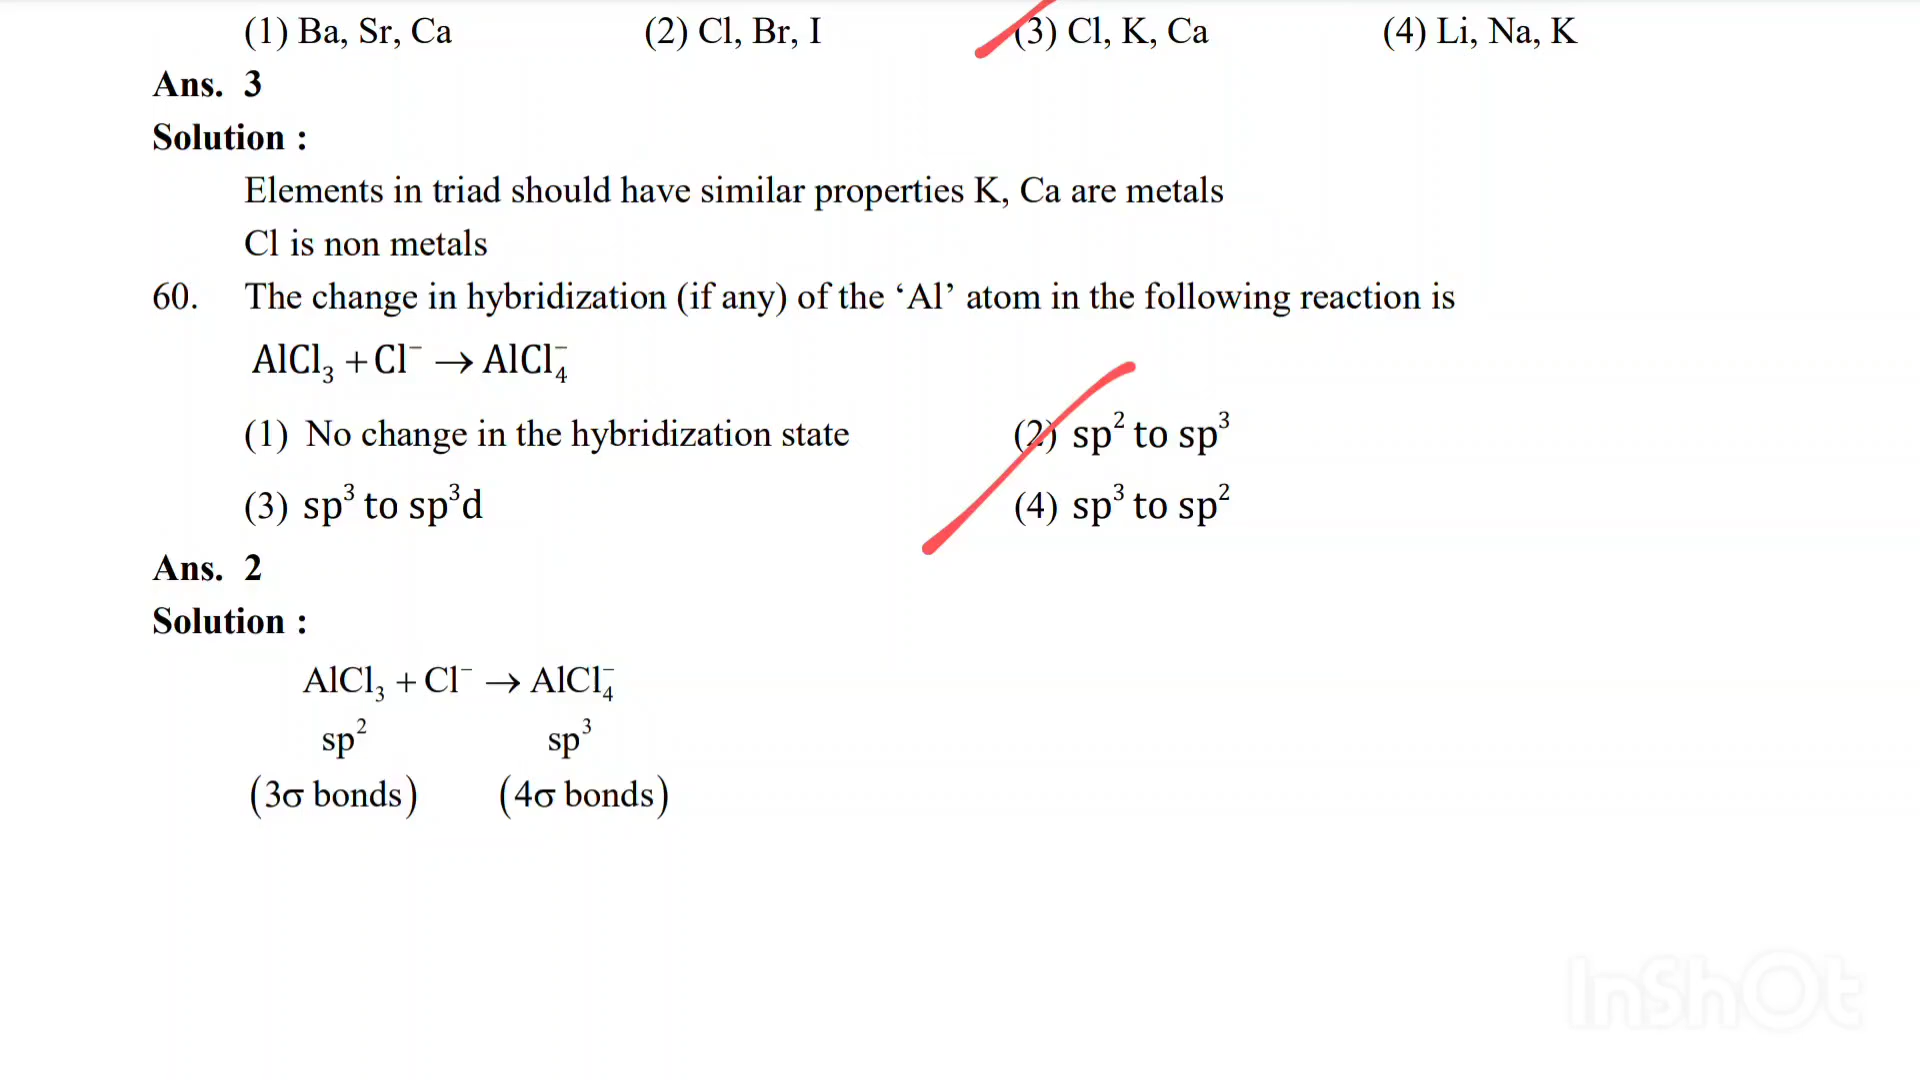 (1) Ba, Sr, Ca (2) Cl, Br, I (3) Cl, K, Ca (4) Li, Na, K
Ans. 3
Solution :
Elements in triad should have similar properties K, Ca are metals
Cl is non metals
60. The change in hybridization (if any) of the ‘Al’ atom in the following reaction is
AlCl₃ + Cl⁻ → AlCl₄⁻
(1) No change in the hybridization state (2) sp² to sp³
(3) sp³ to sp³d (4) sp³ to sp²
Ans. 2
Solution :
AlCl₃ + Cl⁻ → AlCl₄⁻
sp² sp³
(3σ bonds) (4σ bonds)
InShOt